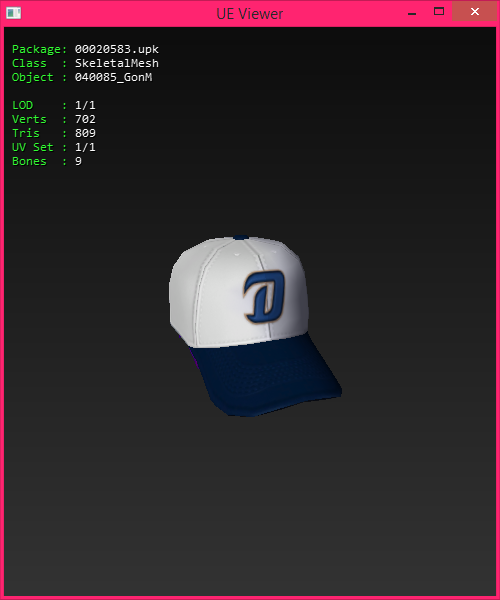 UE Viewer
Package: 00020583.upk
Class : SkeletalMesh
Object : 040085_GonM
LOD : 1/1
Verts : 702
Tris : 809
UV Set : 1/1
Bones : 9
D